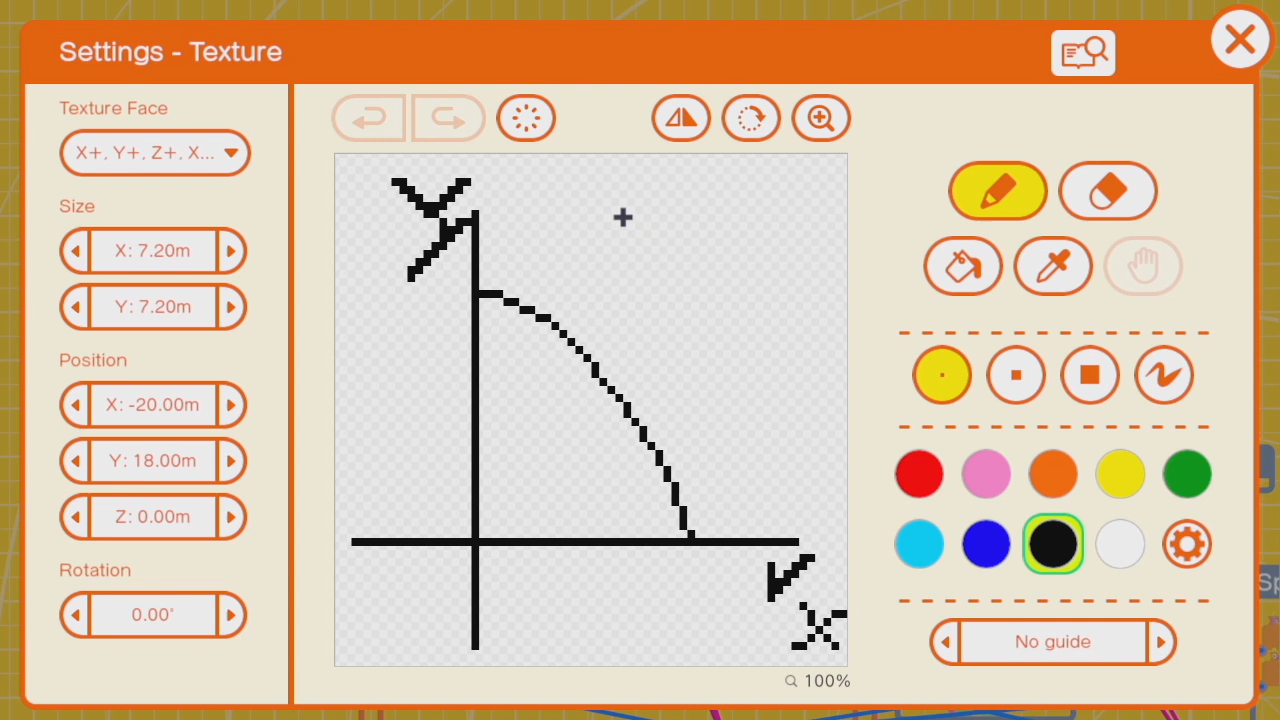 Settings - Texture
Texture Face
X+, Y+, Z+, X...
Size
X: 7.20m
Y: 7.20m
Position
X: -20.00m
Y: 18.00m
Z: 0.00m
Rotation
0.00°
Y
x
100%
No guide
Sp